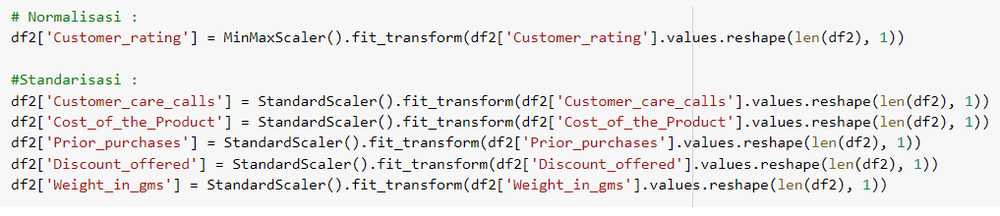 # Normalisasi :
df2['Customer_rating'] = MinMaxScaler().fit_transform(df2['Customer_rating'].values.reshape(len(df2), 1))
#Standarisasi :
df2['Customer_care_calls'] = StandardScaler().fit_transform(df2['Customer_care_calls'].values.reshape(len(df2), 1))
df2['Cost_of_the_Product'] = StandardScaler().fit_transform(df2['Cost_of_the_Product'].values.reshape(len(df2), 1))
df2['Prior_purchases'] = StandardScaler().fit_transform(df2['Prior_purchases'].values.reshape(len(df2), 1))
df2['Discount_offered'] = StandardScaler().fit_transform(df2['Discount_offered'].values.reshape(len(df2), 1))
df2['Weight_in_gms'] = StandardScaler().fit_transform(df2['Weight_in_gms'].values.reshape(len(df2), 1))